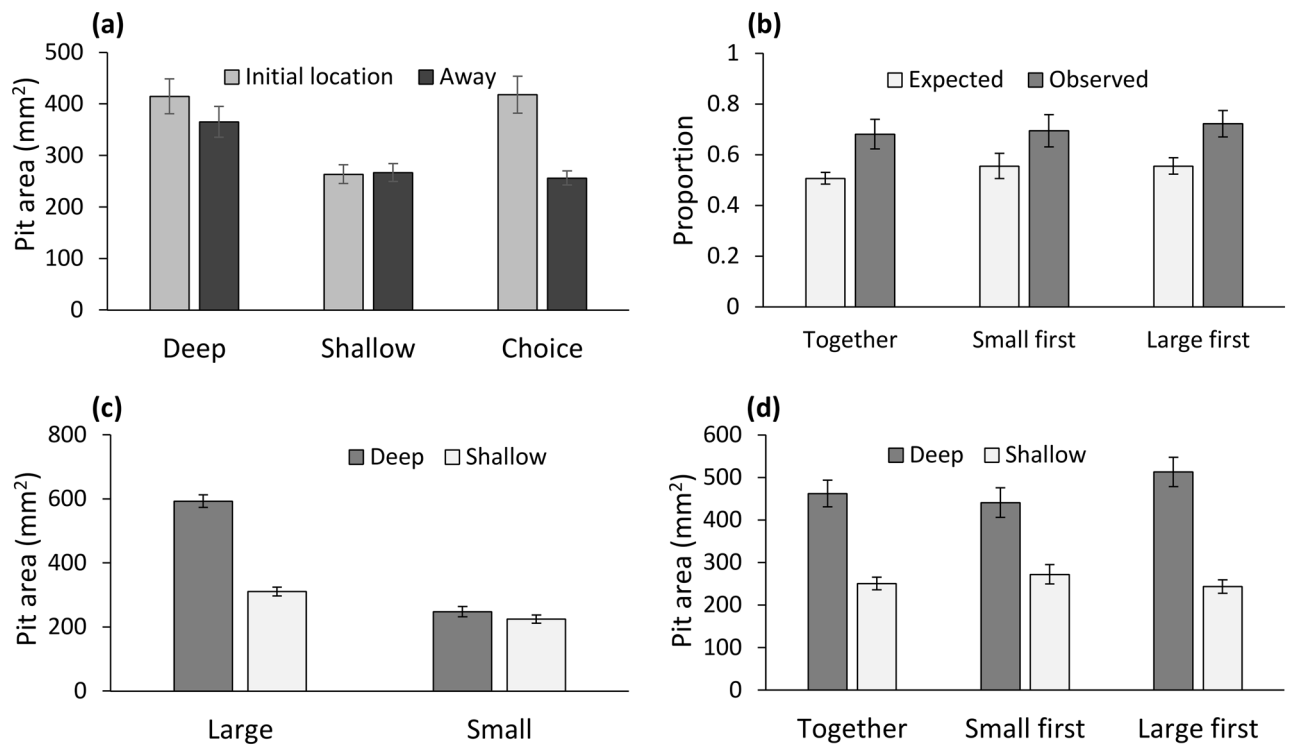 (a)
Pit area (mm²)
500
400
300
200
100
0
Initial location Away
Deep Shallow Choice
(b)
Proportion
1
0.8
0.6
0.4
0.2
0
Expected Observed
Together Small first Large first
(c)
Pit area (mm²)
800
600
400
200
0
Deep Shallow
Large Small
(d)
Pit area (mm²)
600
500
400
300
200
100
0
Deep Shallow
Together Small first Large first